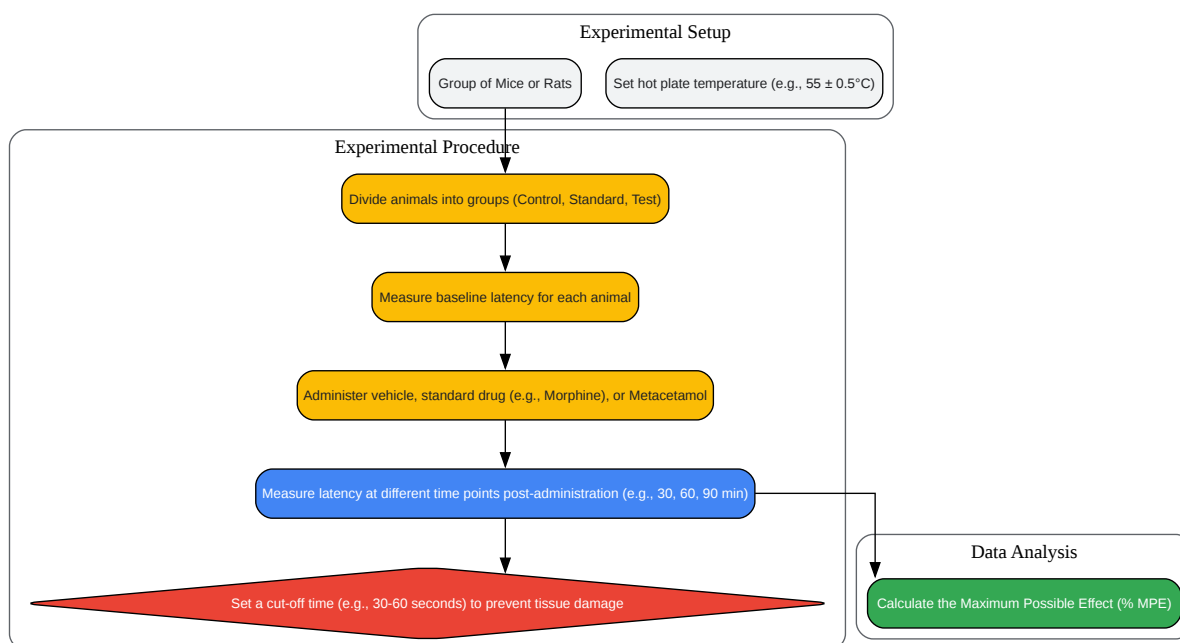 Experimental Setup
Group of Mice or Rats
Set hot plate temperature (e.g., 55 ± 0.5°C)
Experimental Procedure
Divide animals into groups (Control, Standard, Test)
Measure baseline latency for each animal
Administer vehicle, standard drug (e.g., Morphine), or Metacetamol
Measure latency at different time points post-administration (e.g., 30, 60, 90 min)
Set a cut-off time (e.g., 30-60 seconds) to prevent tissue damage
Data Analysis
Calculate the Maximum Possible Effect (% MPE)